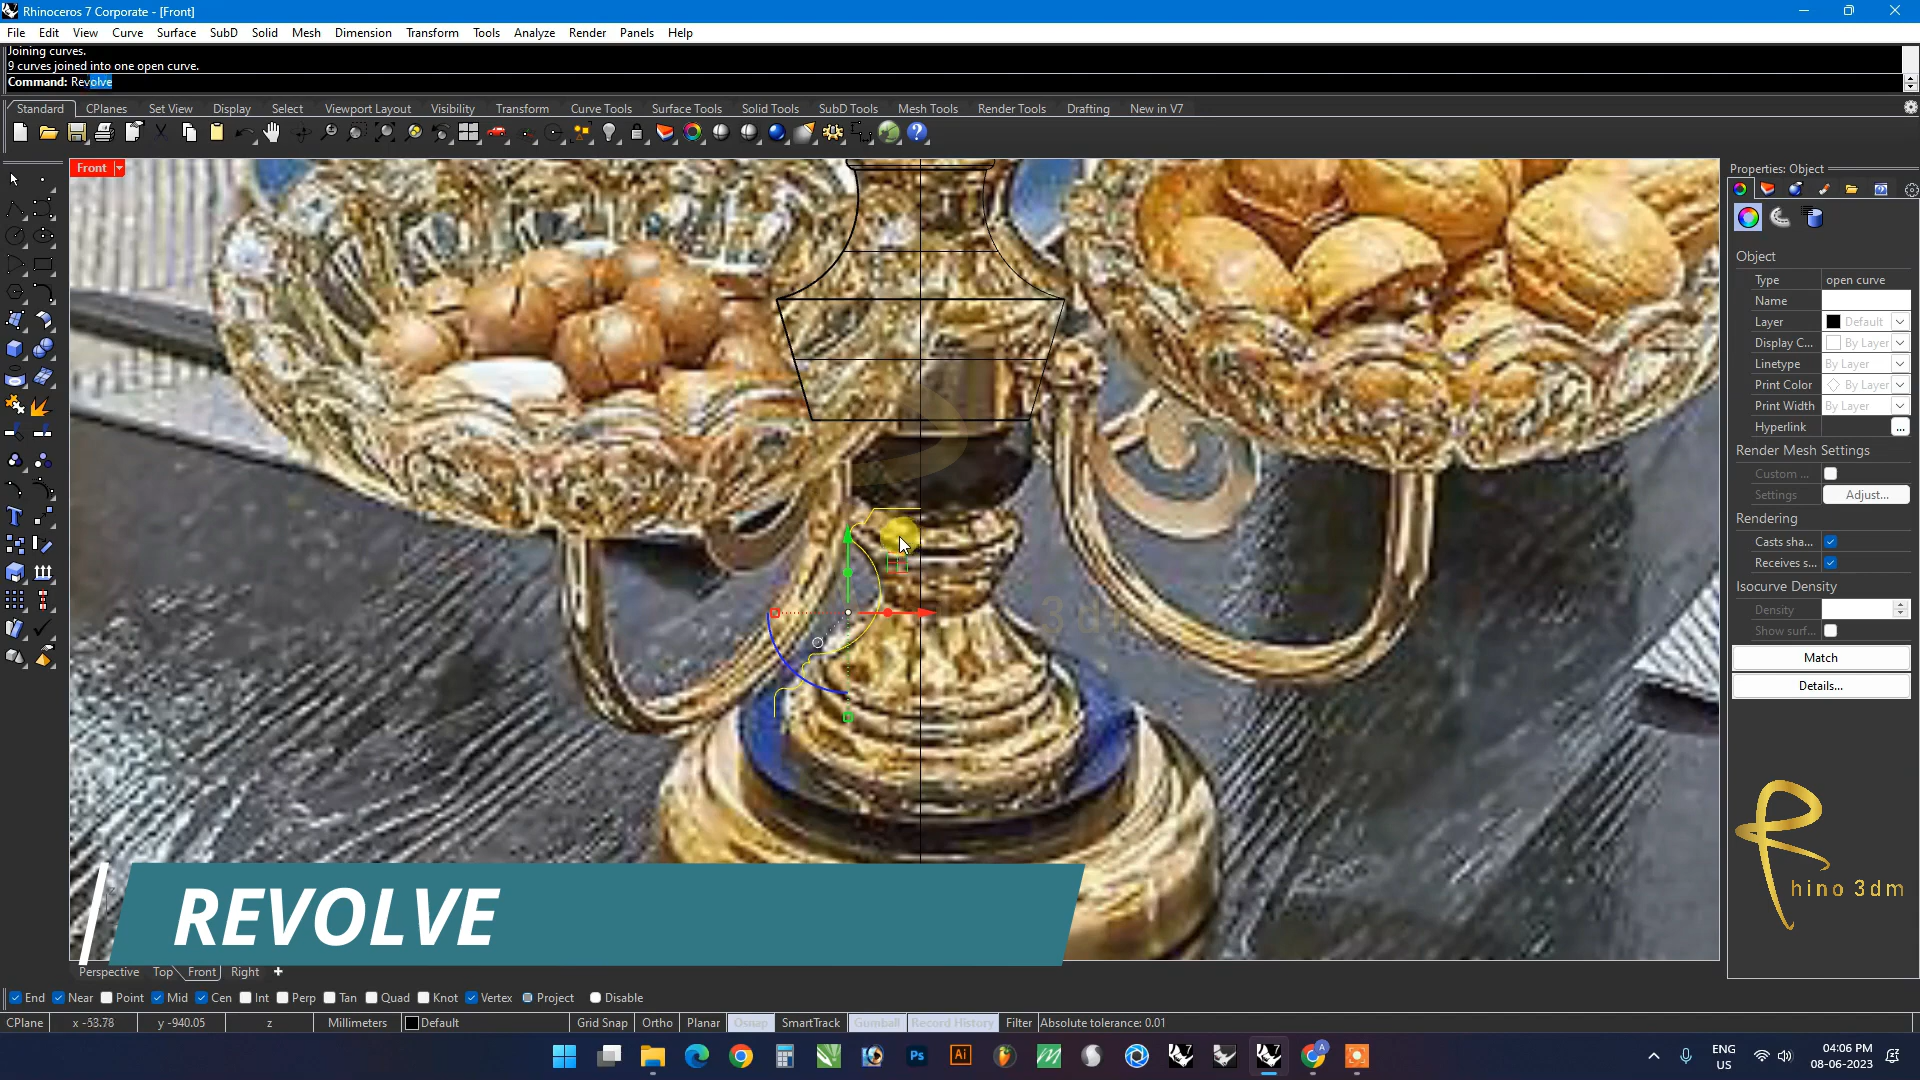 Rhinoceros 7 Corporate - [Front]
File Edit View Curve Surface SubD Solid Mesh Dimension Transform Tools Analyze Render Panels Help
Joining curves.
9 curves joined into one open curve.
Command: Revolve
Standard CPlanes Set View Display Select Viewport Layout Visibility Transform Curve Tools Surface Tools Solid Tools SubD Tools Mesh Tools Render Tools Drafting New in V7
Front
Properties: Object
Object
Type open curve
Name
Layer Default
Display C... By Layer
Linetype By Layer
Print Color By Layer
Print Width By Layer
Hyperlink ...
Render Mesh Settings
Custom ...
Settings Adjust...
Rendering
Casts sha...
Receives s...
Isocurve Density
Density
Show surf...
Match
Details...
Rhino 3dm
REVOLVE
Perspective Top Front Right
End Near Point Mid Cen Int Perp Tan Quad Knot Vertex Project Disable
CPlane x -63.78 y -940.05 z Millimeters Default Grid Snap Ortho Planar Osnap SmartTrack Gumball Record History Filter Absolute tolerance: 0.01
Ps Ai 7 7 A
ENG
US
04:06 PM
08-06-2023